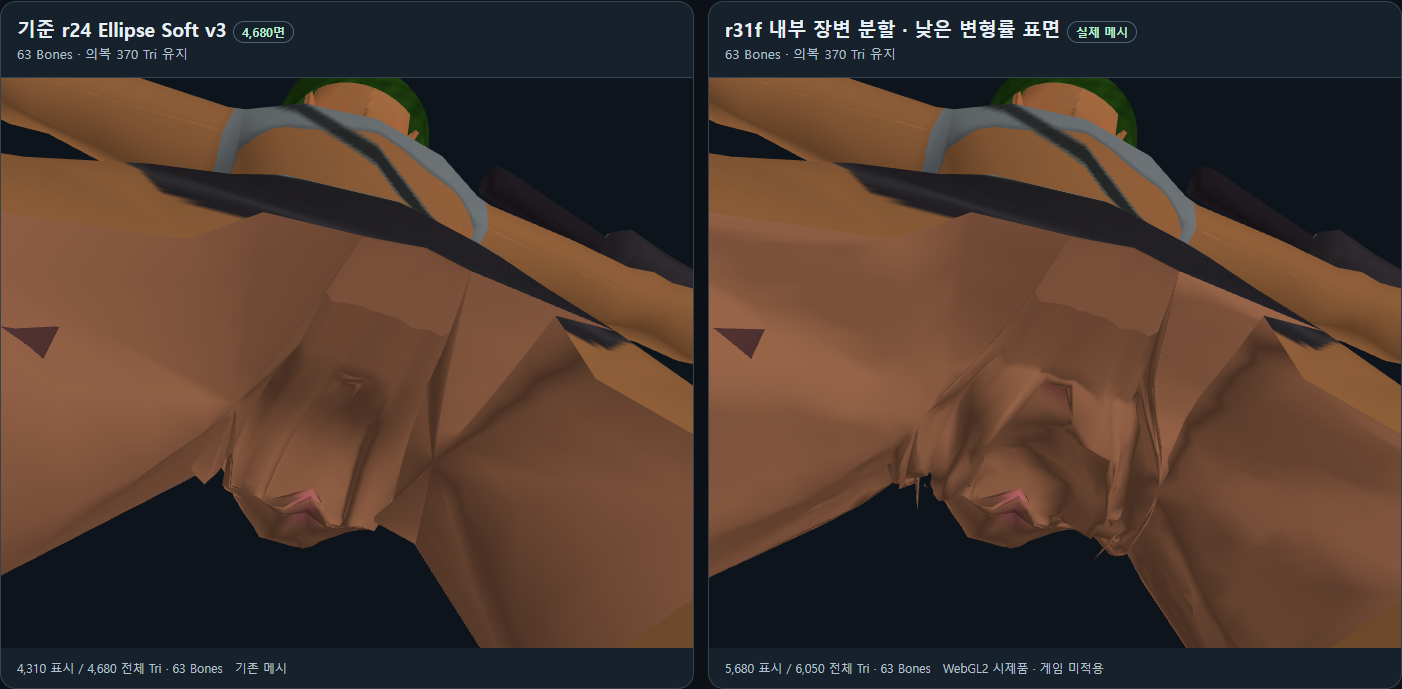 기준 r24 Ellipse Soft v3 4,680면
63 Bones · 의복 370 Tri 유지
4,310 표시 / 4,680 전체 Tri · 63 Bones 기존 메시
r31f 내부 장변 분할 · 낮은 변형률 표면 실제 메시
63 Bones · 의복 370 Tri 유지
5,680 표시 / 6,050 전체 Tri · 63 Bones WebGL2 시제품 · 게임 미적용